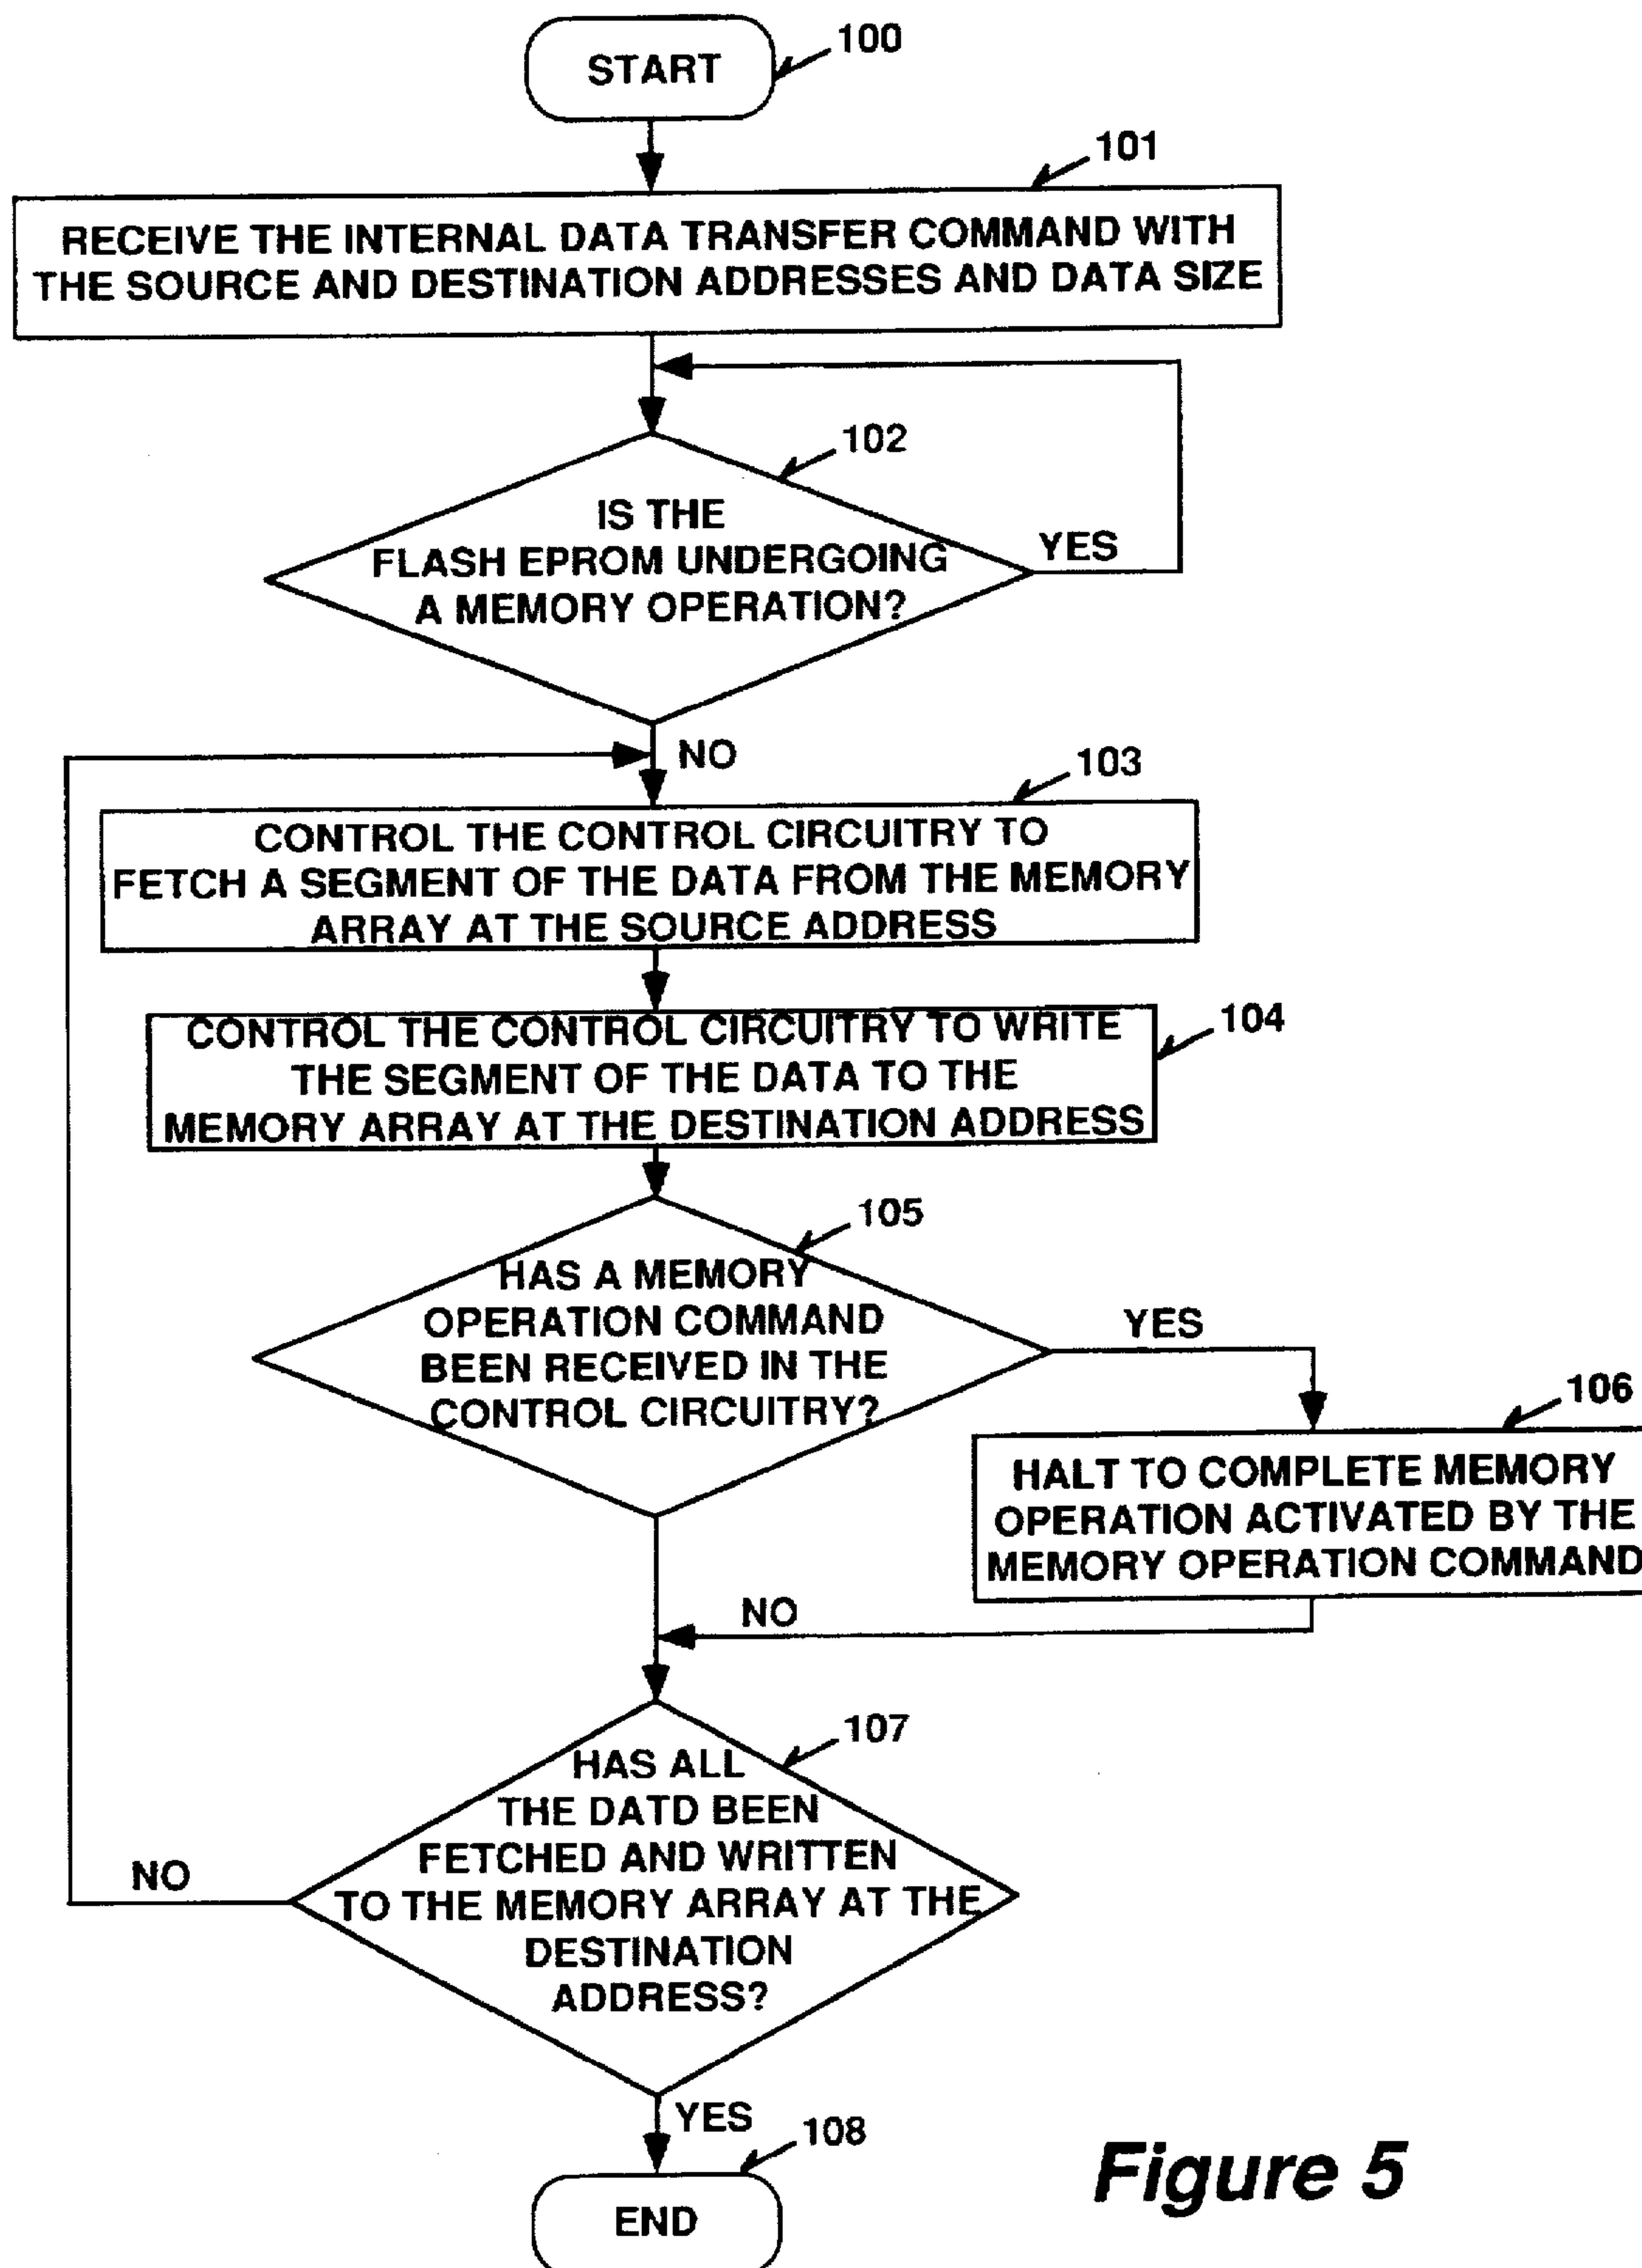 START
100
101
RECEIVE THE INTERNAL DATA TRANSFER COMMAND WITH
THE SOURCE AND DESTINATION ADDRESSES AND DATA SIZE
102
IS THE
FLASH EPROM UNDERGOING
A MEMORY OPERATION?
YES
NO
103
CONTROL THE CONTROL CIRCUITRY TO
FETCH A SEGMENT OF THE DATA FROM THE MEMORY
ARRAY AT THE SOURCE ADDRESS
104
CONTROL THE CONTROL CIRCUITRY TO WRITE
THE SEGMENT OF THE DATA TO THE
MEMORY ARRAY AT THE DESTINATION ADDRESS
105
HAS A MEMORY
OPERATION COMMAND
BEEN RECEIVED IN THE
CONTROL CIRCUITRY?
YES
106
HALT TO COMPLETE MEMORY
OPERATION ACTIVATED BY THE
MEMORY OPERATION COMMAND
NO
107
HAS ALL
THE DATD BEEN
FETCHED AND WRITTEN
TO THE MEMORY ARRAY AT THE
DESTINATION
ADDRESS?
NO
YES
108
END
Figure 5